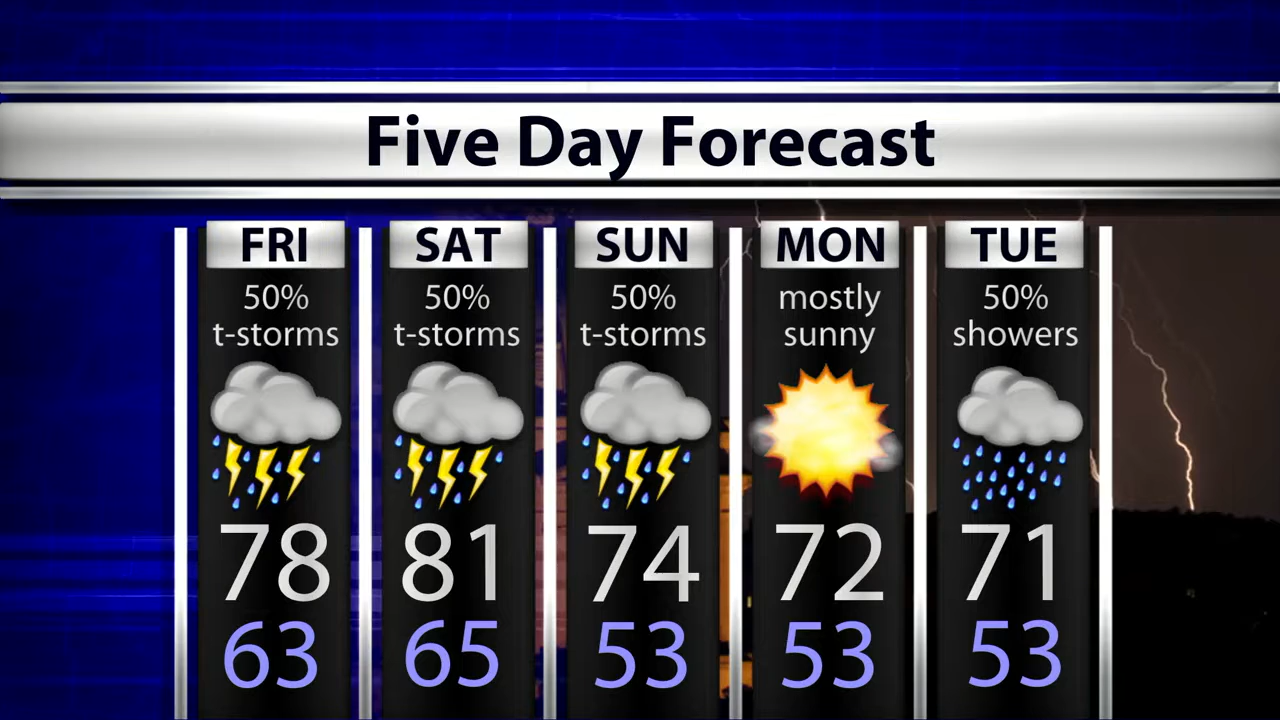 Five Day Forecast
FRI
50%
t-storms
78
63
SAT
50%
t-storms
81
65
SUN
50%
t-storms
74
53
MON
mostly
sunny
72
53
TUE
50%
showers
71
53